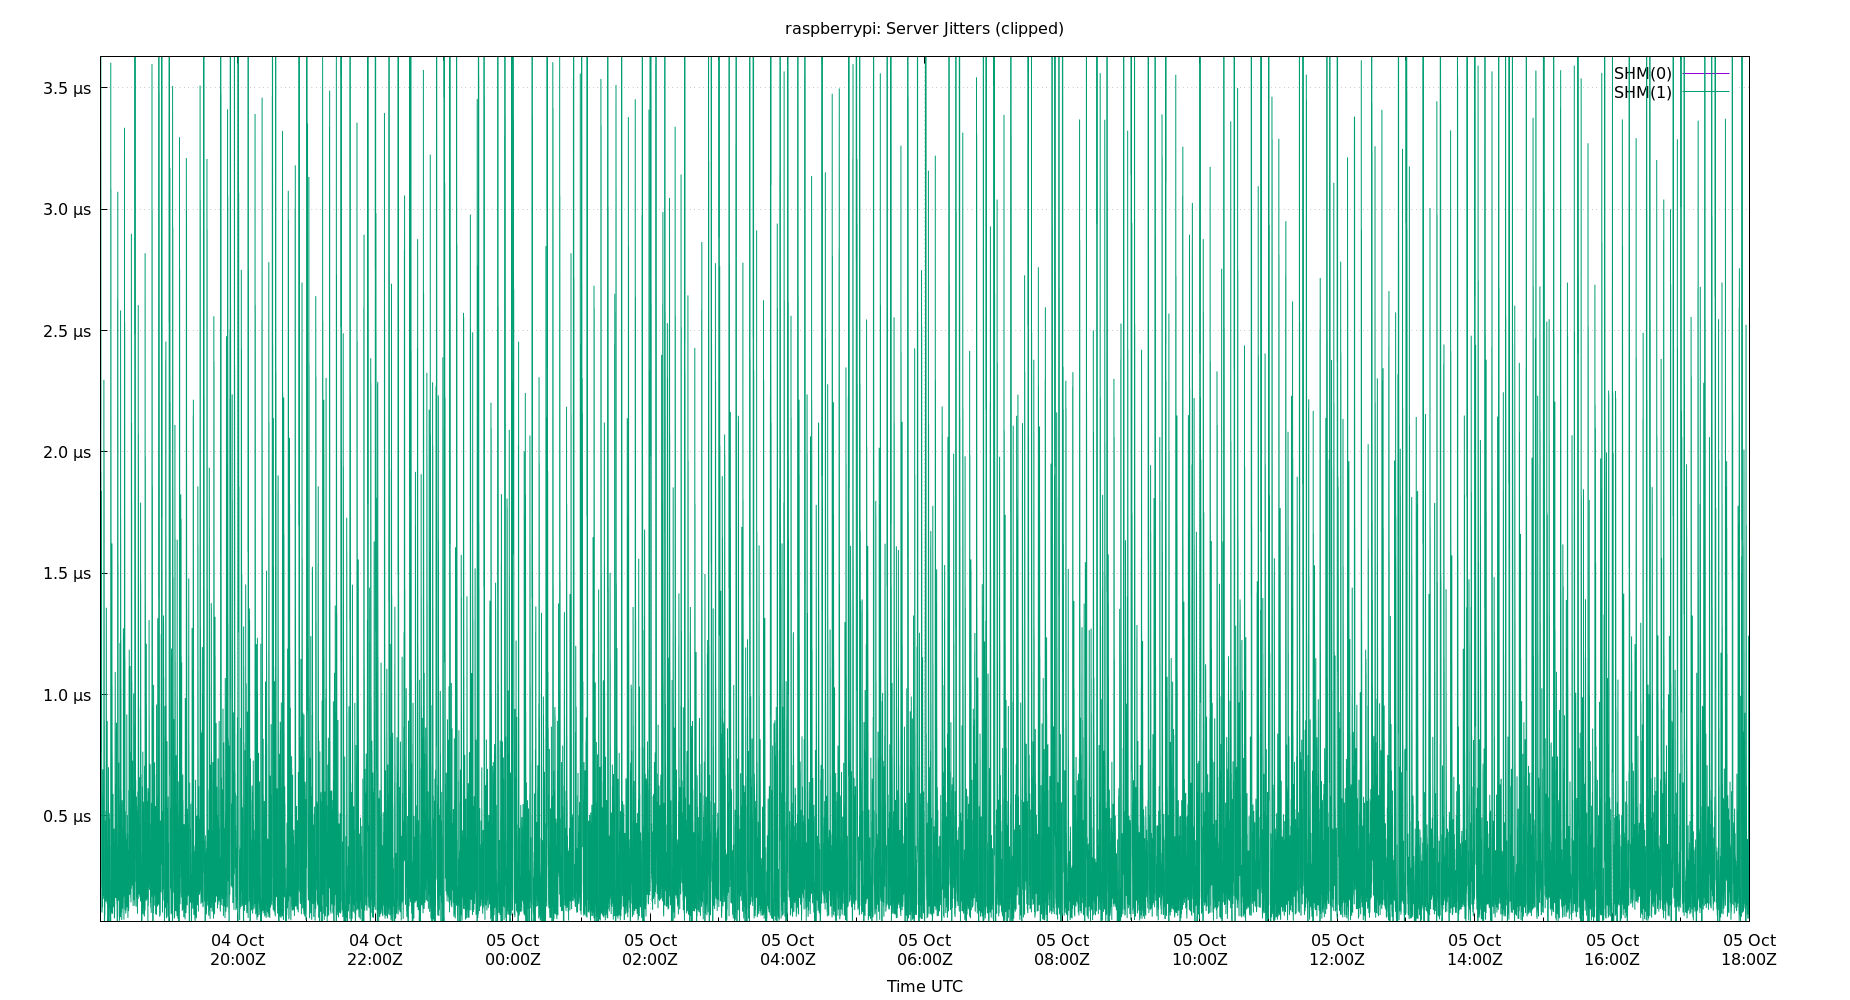 raspberrypi: Server Jitters (clipped)
SHM(0)
SHM(1)
3.5 μs
3.0 μs
2.5 μs
2.0 μs
1.5 μs
1.0 μs
0.5 μs
04 Oct 04 Oct 05 Oct 05 Oct 05 Oct 05 Oct 05 Oct 05 Oct 05 Oct 05 Oct 05 Oct 05 Oct
20:00Z 22:00Z 00:00Z 02:00Z 04:00Z 06:00Z 08:00Z 10:00Z 12:00Z 14:00Z 16:00Z 18:00Z
Time UTC